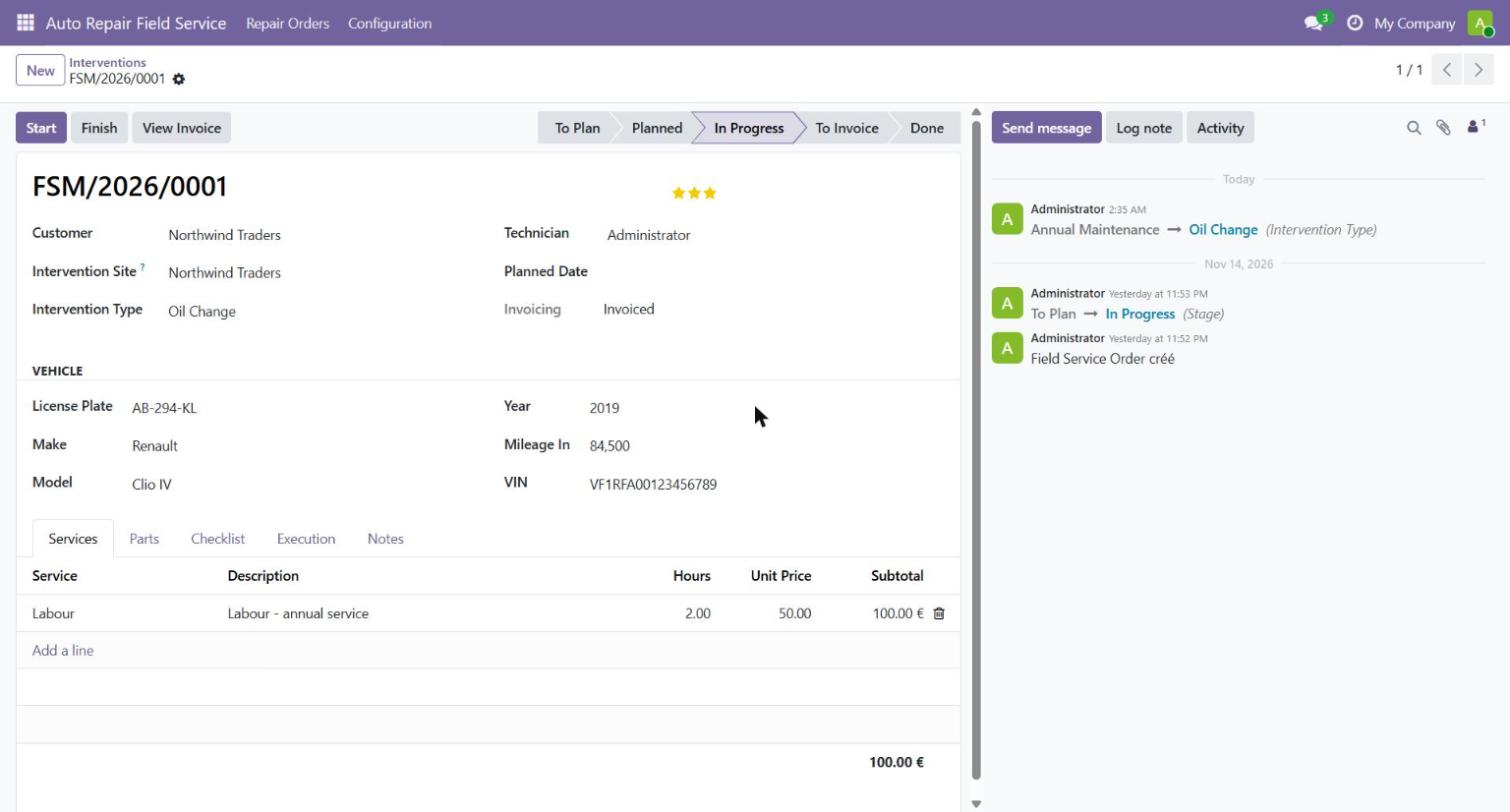 Auto Repair Field Service Repair Orders Configuration 3 My Company A
New Interventions
FSM/2026/0001
1 / 1
Start Finish View Invoice To Plan Planned In Progress To Invoice Done
Send message Log note Activity 1
FSM/2026/0001
Customer Northwind Traders Technician Administrator
Intervention Site ? Northwind Traders Planned Date
Intervention Type Oil Change Invoicing Invoiced
VEHICLE
License Plate AB-294-KL Year 2019
Make Renault Mileage In 84,500
Model Clio IV VIN VF1RFA00123456789
Services Parts Checklist Execution Notes
Service Description Hours Unit Price Subtotal
Labour Labour - annual service 2.00 50.00 100.00 €
Add a line
100.00 €
Today
A Administrator 2:35 AM
Annual Maintenance → Oil Change (Intervention Type)
Nov 14, 2026
A Administrator Yesterday at 11:53 PM
To Plan → In Progress (Stage)
A Administrator Yesterday at 11:52 PM
Field Service Order créé